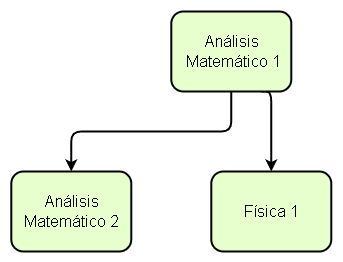 Análisis
Matemático 1
Análisis
Matemático 2
Física 1